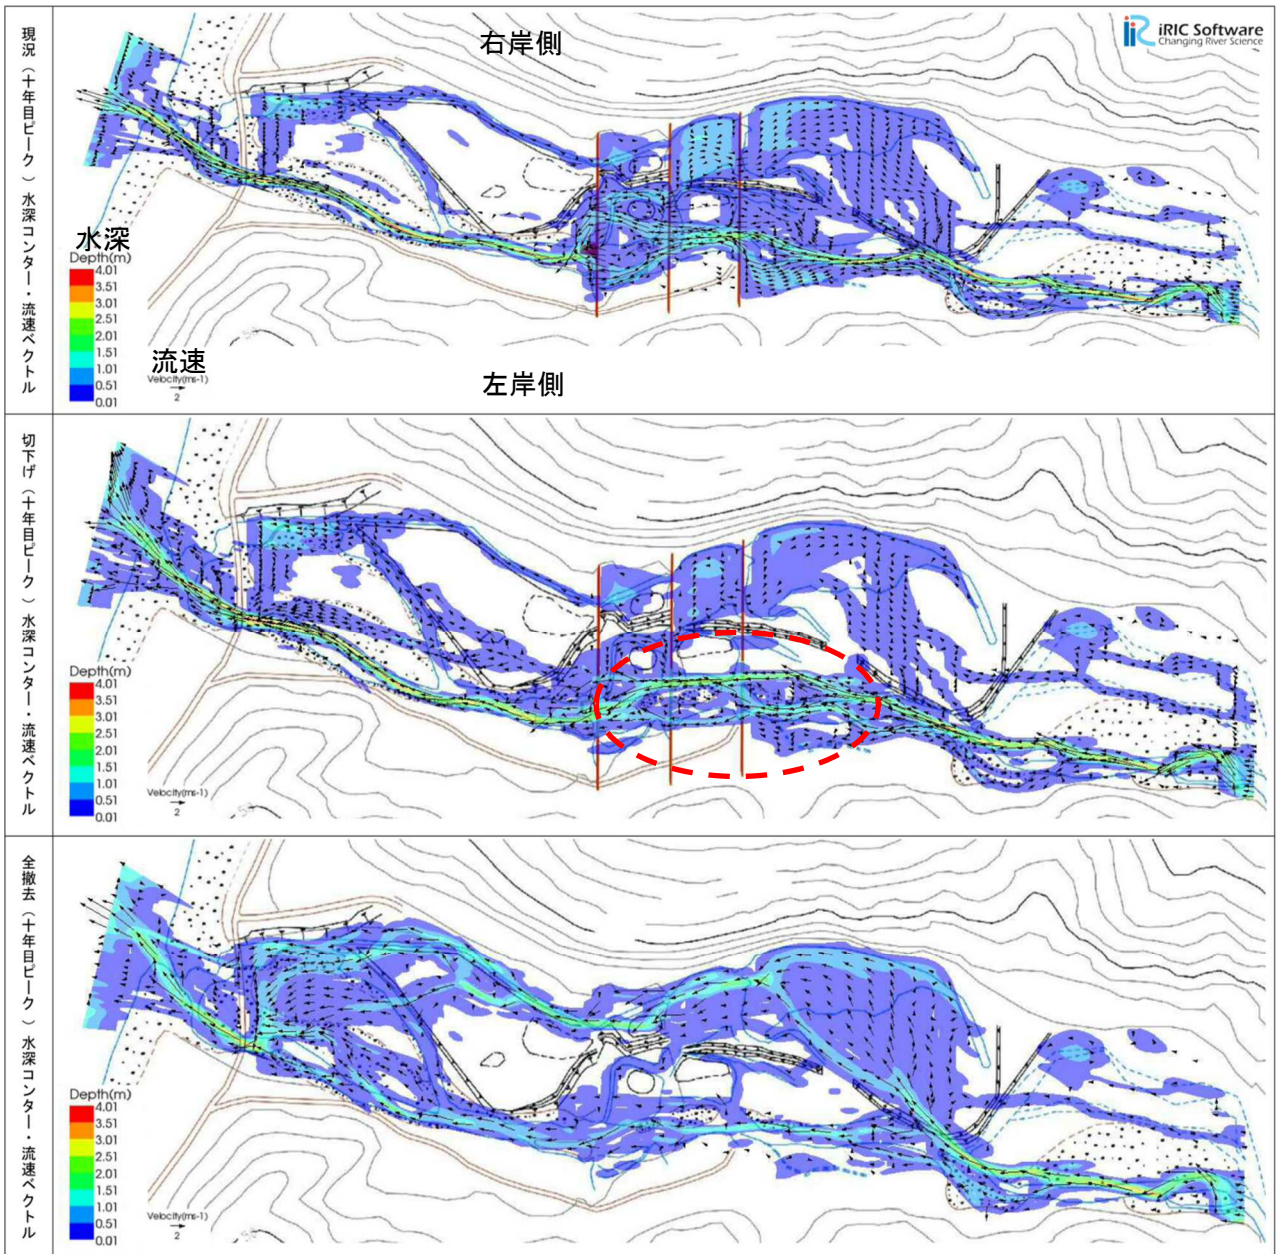 現況（十年目ピーク）水深コンター・流速ベクトル
右岸側
iRIC Software
Changing River Science
水深
Depth(m)
4.01
3.51
3.01
2.51
2.01
1.51
1.01
0.51
0.01
流速
Velocity(ms-1)
2
左岸側
切下げ（十年目ピーク）水深コンター・流速ベクトル
Depth(m)
4.01
3.51
3.01
2.51
2.01
1.51
1.01
0.51
0.01
Velocity(ms-1)
2
全撤去（十年目ピーク）水深コンター・流速ベクトル
Depth(m)
4.01
3.51
3.01
2.51
2.01
1.51
1.01
0.51
0.01
Velocity(ms-1)
2